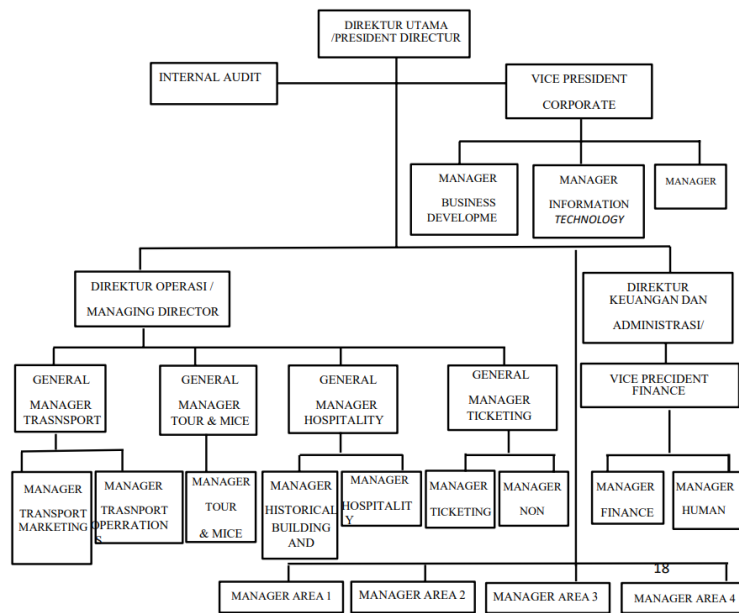 DIREKTUR UTAMA
/PRESIDENT DIRECTUR
INTERNAL AUDIT
VICE PRESIDENT
CORPORATE
MANAGER
BUSINESS
DEVELOPME
MANAGER
INFORMATION
TECHNOLOGY
MANAGER
DIREKTUR OPERASI /
MANAGING DIRECTOR
DIREKTUR
KEUANGAN DAN
ADMINISTRASI/
GENERAL
MANAGER
TRASNSPORT
GENERAL
MANAGER
TOUR & MICE
GENERAL
MANAGER
HOSPITALITY
GENERAL
MANAGER
TICKETING
VICE PRECIDENT
FINANCE
MANAGER
TRANSPORT
MARKETING
MANAGER
TRASNPORT
OPERRATION
S
MANAGER
TOUR
& MICE
MANAGER
HISTORICAL
BUILDING
AND
MANAGER
HOSPITALIT
Y
MANAGER
TICKETING
MANAGER
NON
MANAGER
FINANCE
MANAGER
HUMAN
18
MANAGER AREA 1
MANAGER AREA 2
MANAGER AREA 3
MANAGER AREA 4